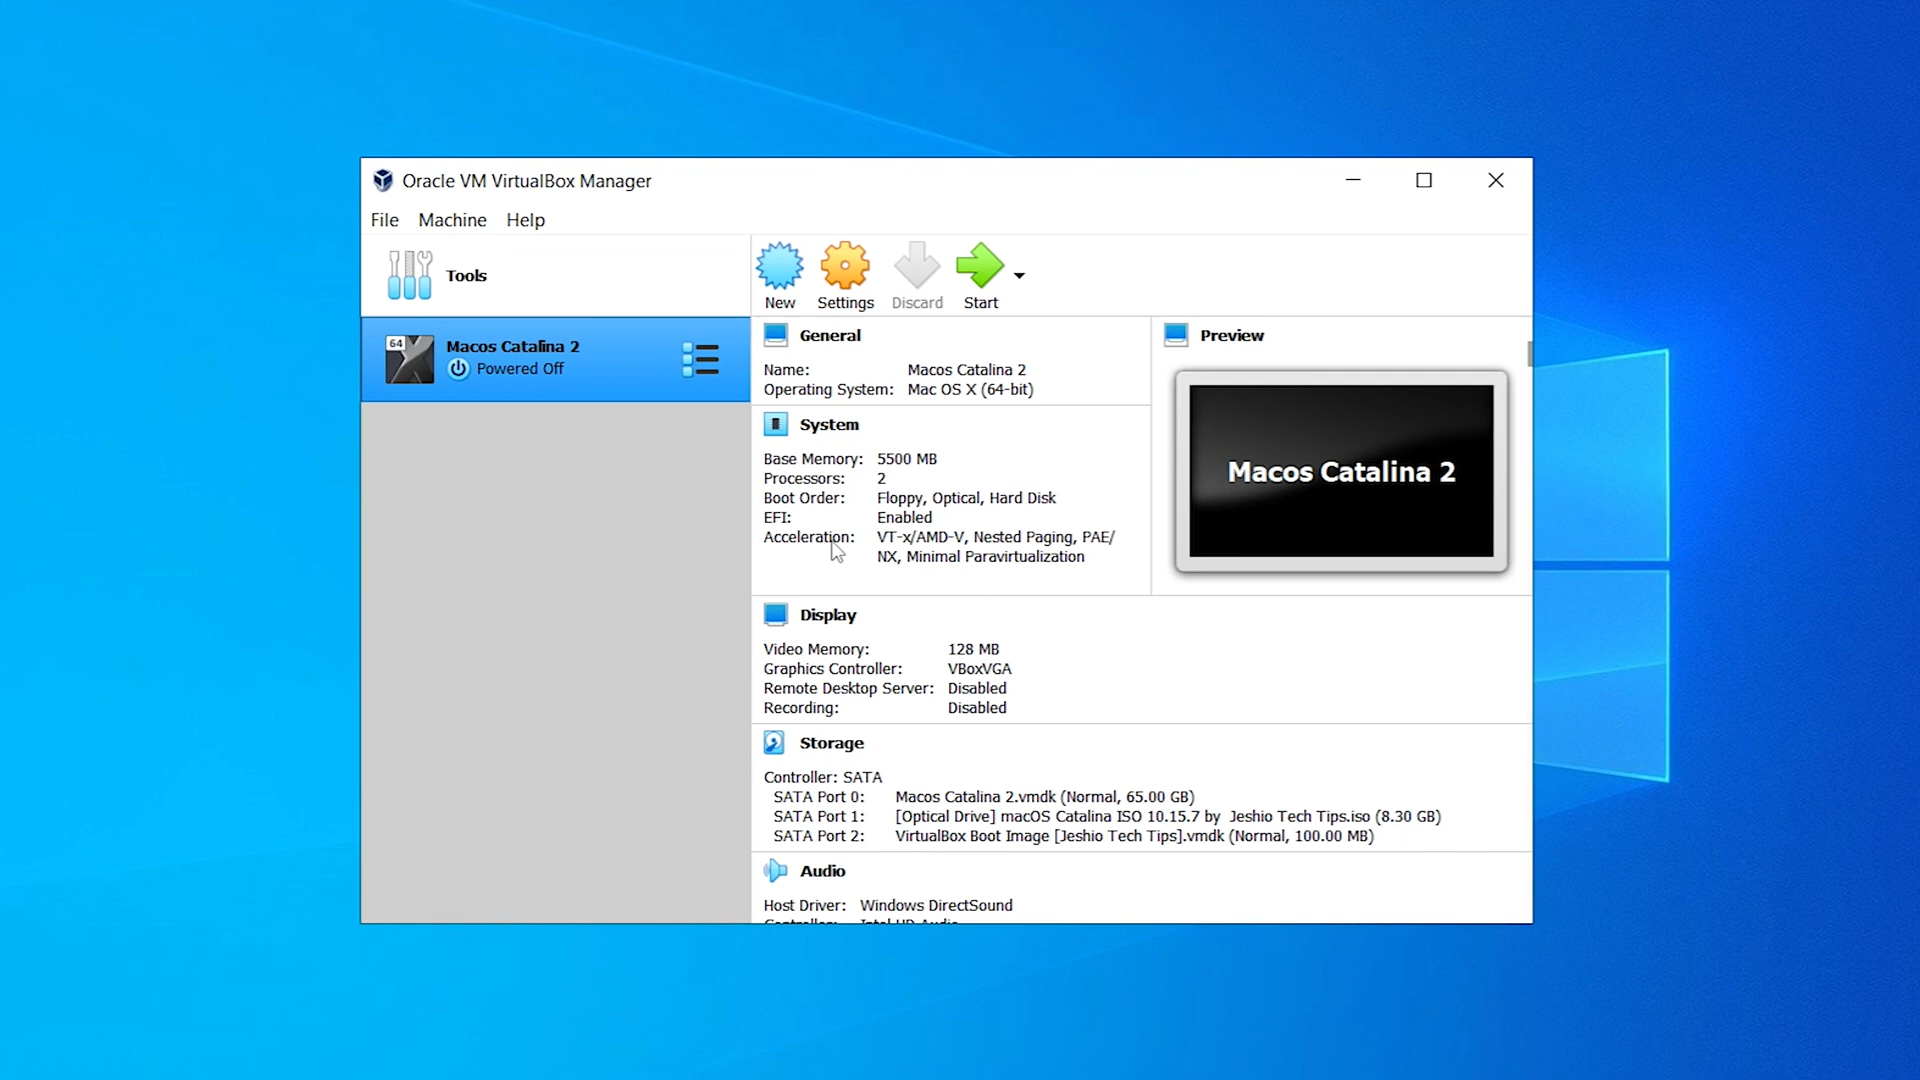 Oracle VM VirtualBox Manager
File Machine Help
Tools
New Settings Discard Start
64
Macos Catalina 2
Powered Off
General
Name: Macos Catalina 2
Operating System: Mac OS X (64-bit)
Preview
Macos Catalina 2
System
Base Memory: 5500 MB
Processors: 2
Boot Order: Floppy, Optical, Hard Disk
EFI: Enabled
Acceleration: VT-x/AMD-V, Nested Paging, PAE/
NX, Minimal Paravirtualization
Display
Video Memory: 128 MB
Graphics Controller: VBoxVGA
Remote Desktop Server: Disabled
Recording: Disabled
Storage
Controller: SATA
SATA Port 0: Macos Catalina 2.vmdk (Normal, 65.00 GB)
SATA Port 1: [Optical Drive] macOS Catalina ISO 10.15.7 by Jeshio Tech Tips.iso (8.30 GB)
SATA Port 2: VirtualBox Boot Image [Jeshio Tech Tips].vmdk (Normal, 100.00 MB)
Audio
Host Driver: Windows DirectSound
Controller: Intel HD Audio